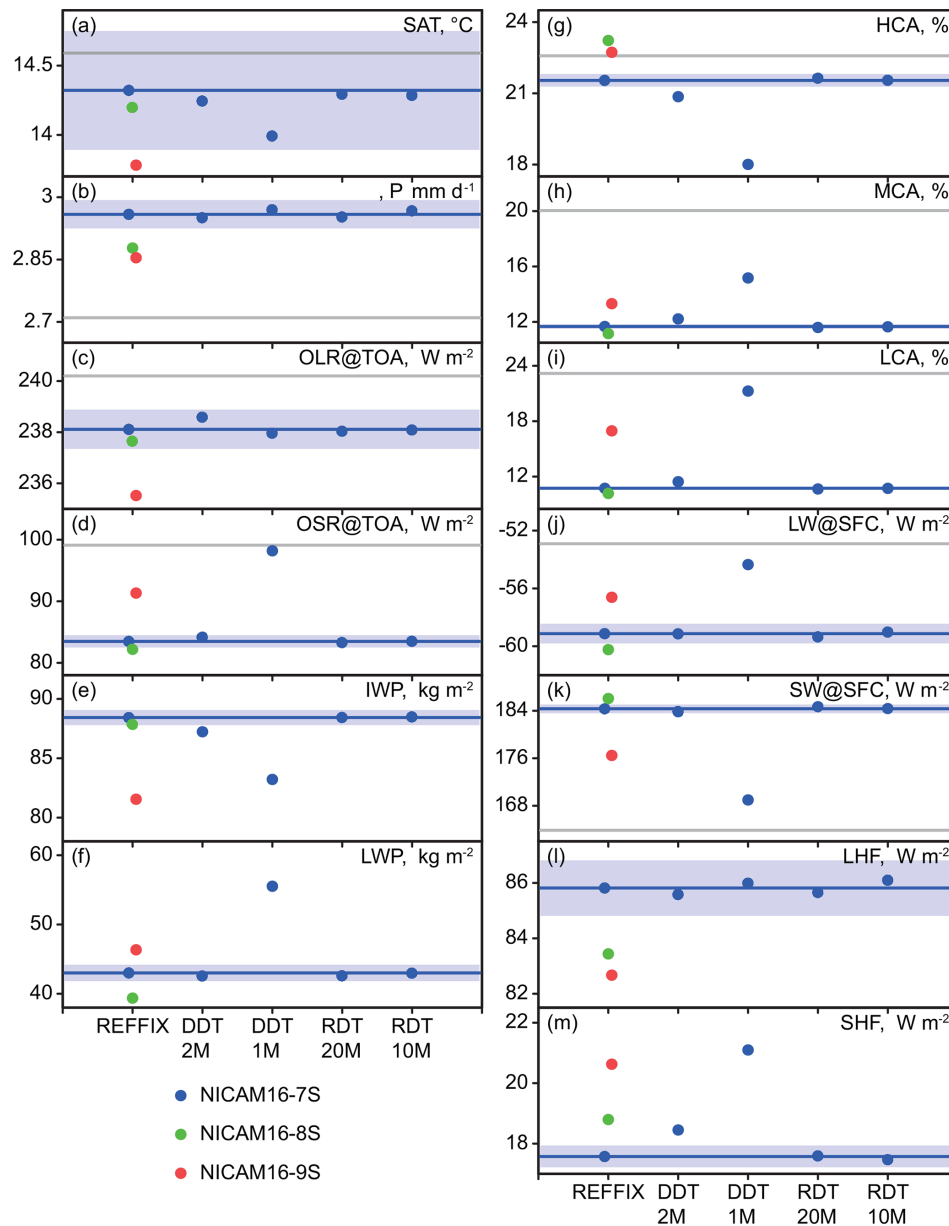 (a) SAT, °C
14.5
14
(b) , P mm d-1
3
2.85
2.7
(c) OLR@TOA, W m-2
240
238
236
(d) OSR@TOA, W m-2
100
90
80
(e) IWP, kg m-2
90
85
80
(f) LWP, kg m-2
60
50
40
REFFIX DDT DDT RDT RDT
2M 1M 20M 10M
NICAM16-7S
NICAM16-8S
NICAM16-9S
(g) HCA, %
24
21
18
(h) MCA, %
20
16
12
(i) LCA, %
24
18
12
(j) LW@SFC, W m-2
-52
-56
-60
(k) SW@SFC, W m-2
184
176
168
(l) LHF, W m-2
86
84
82
(m) SHF, W m-2
22
20
18
REFFIX DDT DDT RDT RDT
2M 1M 20M 10M